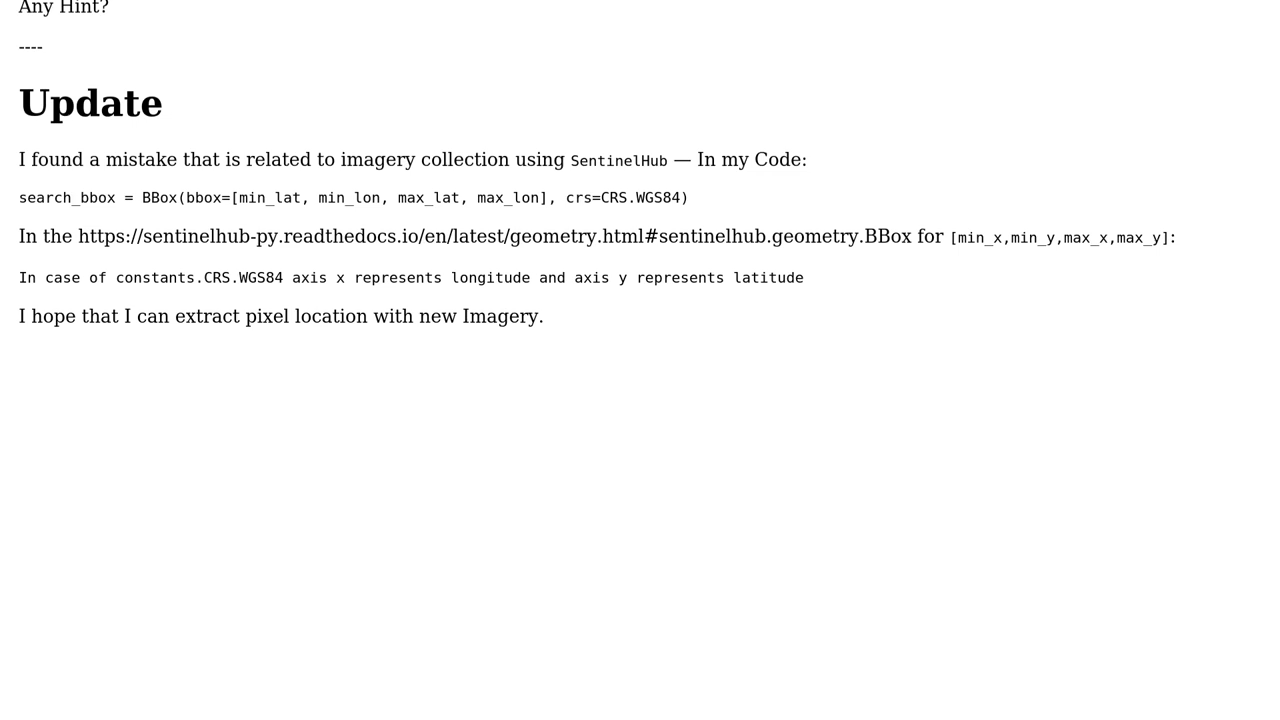 Any Hint?
----
Update
I found a mistake that is related to imagery collection using SentinelHub — In my Code:
search_bbox = BBox(bbox=[min_lat, min_lon, max_lat, max_lon], crs=CRS.WGS84)
In the https://sentinelhub-py.readthedocs.io/en/latest/geometry.html#sentinelhub.geometry.BBox for [min_x,min_y,max_x,max_y]:
In case of constants.CRS.WGS84 axis x represents longitude and axis y represents latitude
I hope that I can extract pixel location with new Imagery.